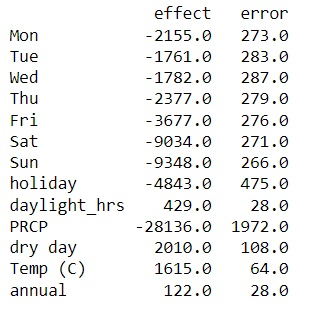 effect error
Mon -2155.0 273.0
Tue -1761.0 283.0
Wed -1782.0 287.0
Thu -2377.0 279.0
Fri -3677.0 276.0
Sat -9034.0 271.0
Sun -9348.0 266.0
holiday -4843.0 475.0
daylight_hrs 429.0 28.0
PRCP -28136.0 1972.0
dry day 2010.0 108.0
Temp (C) 1615.0 64.0
annual 122.0 28.0